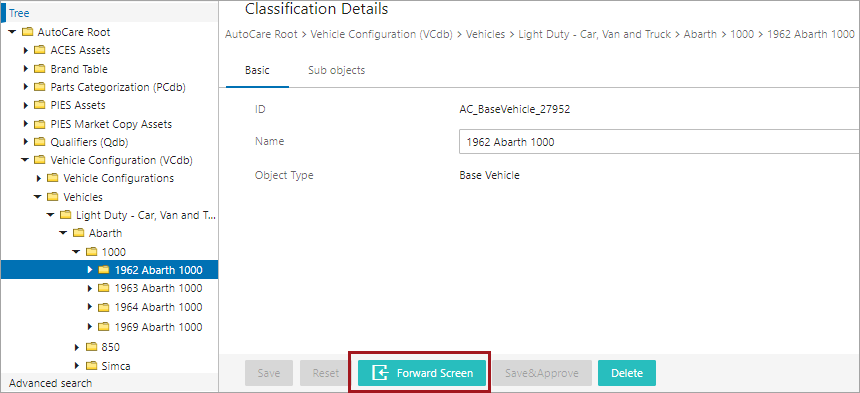 Tree
AutoCare Root
ACES Assets
Brand Table
Parts Categorization (PCdb)
PIES Assets
PIES Market Copy Assets
Qualifiers (Qdb)
Vehicle Configuration (VCdb)
Vehicle Configurations
Vehicles
Light Duty - Car, Van and T...
Abarth
1000
1962 Abarth 1000
1963 Abarth 1000
1964 Abarth 1000
1969 Abarth 1000
850
Simca
Advanced search
Classification Details
AutoCare Root > Vehicle Configuration (VCdb) > Vehicles > Light Duty - Car, Van and Truck > Abarth > 1000 > 1962 Abarth 1000
Basic Sub objects
ID AC_BaseVehicle_27952
Name 1962 Abarth 1000
Object Type Base Vehicle
Save Reset Forward Screen Save&Approve Delete